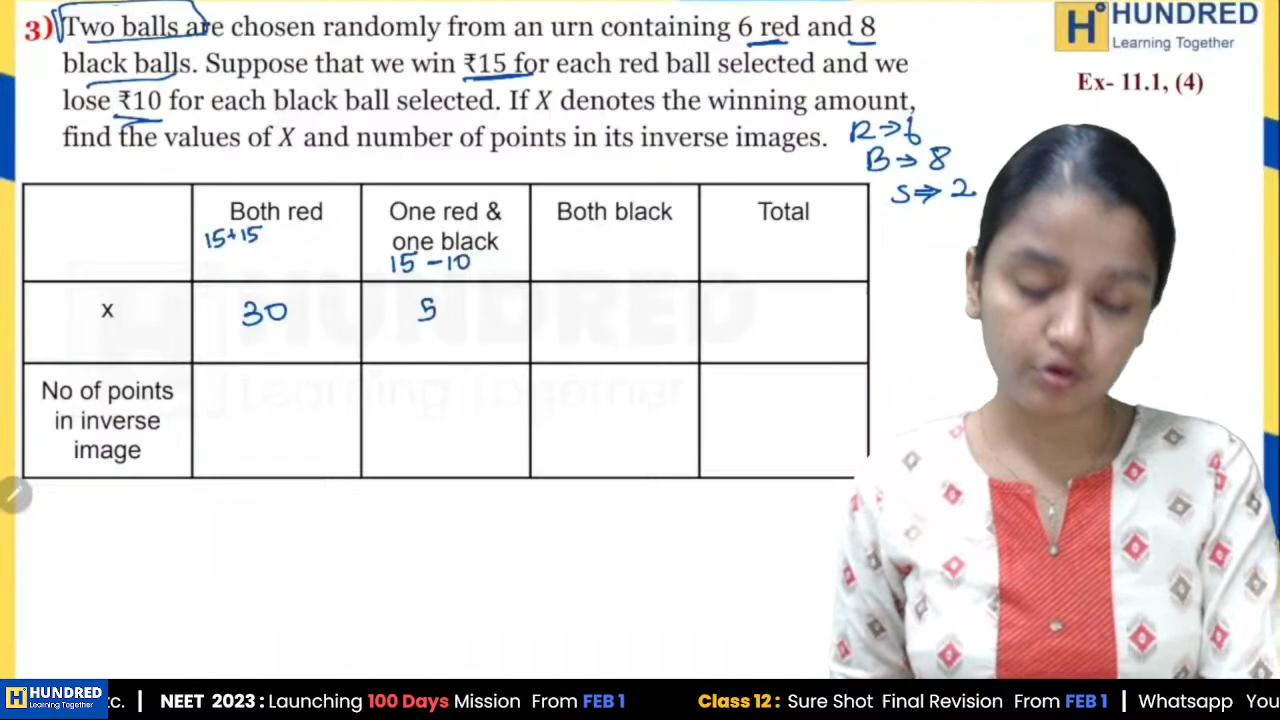 3) Two balls are chosen randomly from an urn containing 6 red and 8
black balls. Suppose that we win ₹15 for each red ball selected and we
lose ₹10 for each black ball selected. If X denotes the winning amount,
find the values of X and number of points in its inverse images.
H HUNDRED
Learning Together
Ex- 11.1, (4)
R⇒6
B→8
S⇒2
Both red
15+15
One red &
one black
15-10
Both black
Total
x
30
5
No of points
in inverse
image
HUNDRED
Learning Together
H HUNDRED
Learning Together
tc. | NEET 2023 : Launching 100 Days Mission From FEB 1 Class 12 : Sure Shot Final Revision From FEB 1 | Whatsapp You